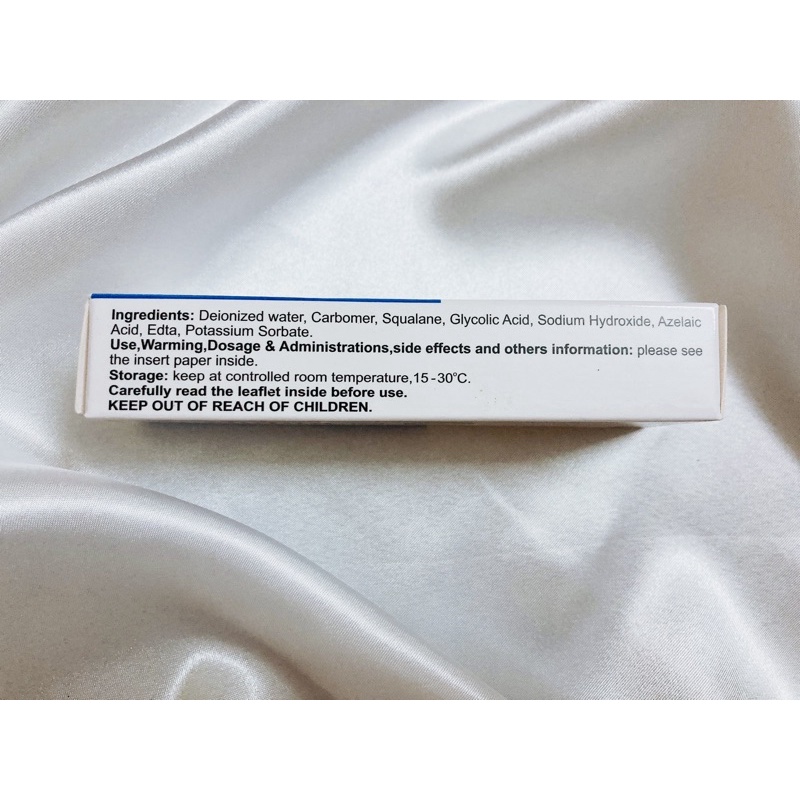 Ingredients: Deionized water, Carbomer, Squalane, Glycolic Acid, Sodium Hydroxide, Azelaic
Acid, Edta, Potassium Sorbate.
Use,Warming,Dosage & Administrations,side effects and others information: please see
the insert paper inside.
Storage: keep at controlled room temperature,15-30°C.
Carefully read the leaflet inside before use.
KEEP OUT OF REACH OF CHILDREN.